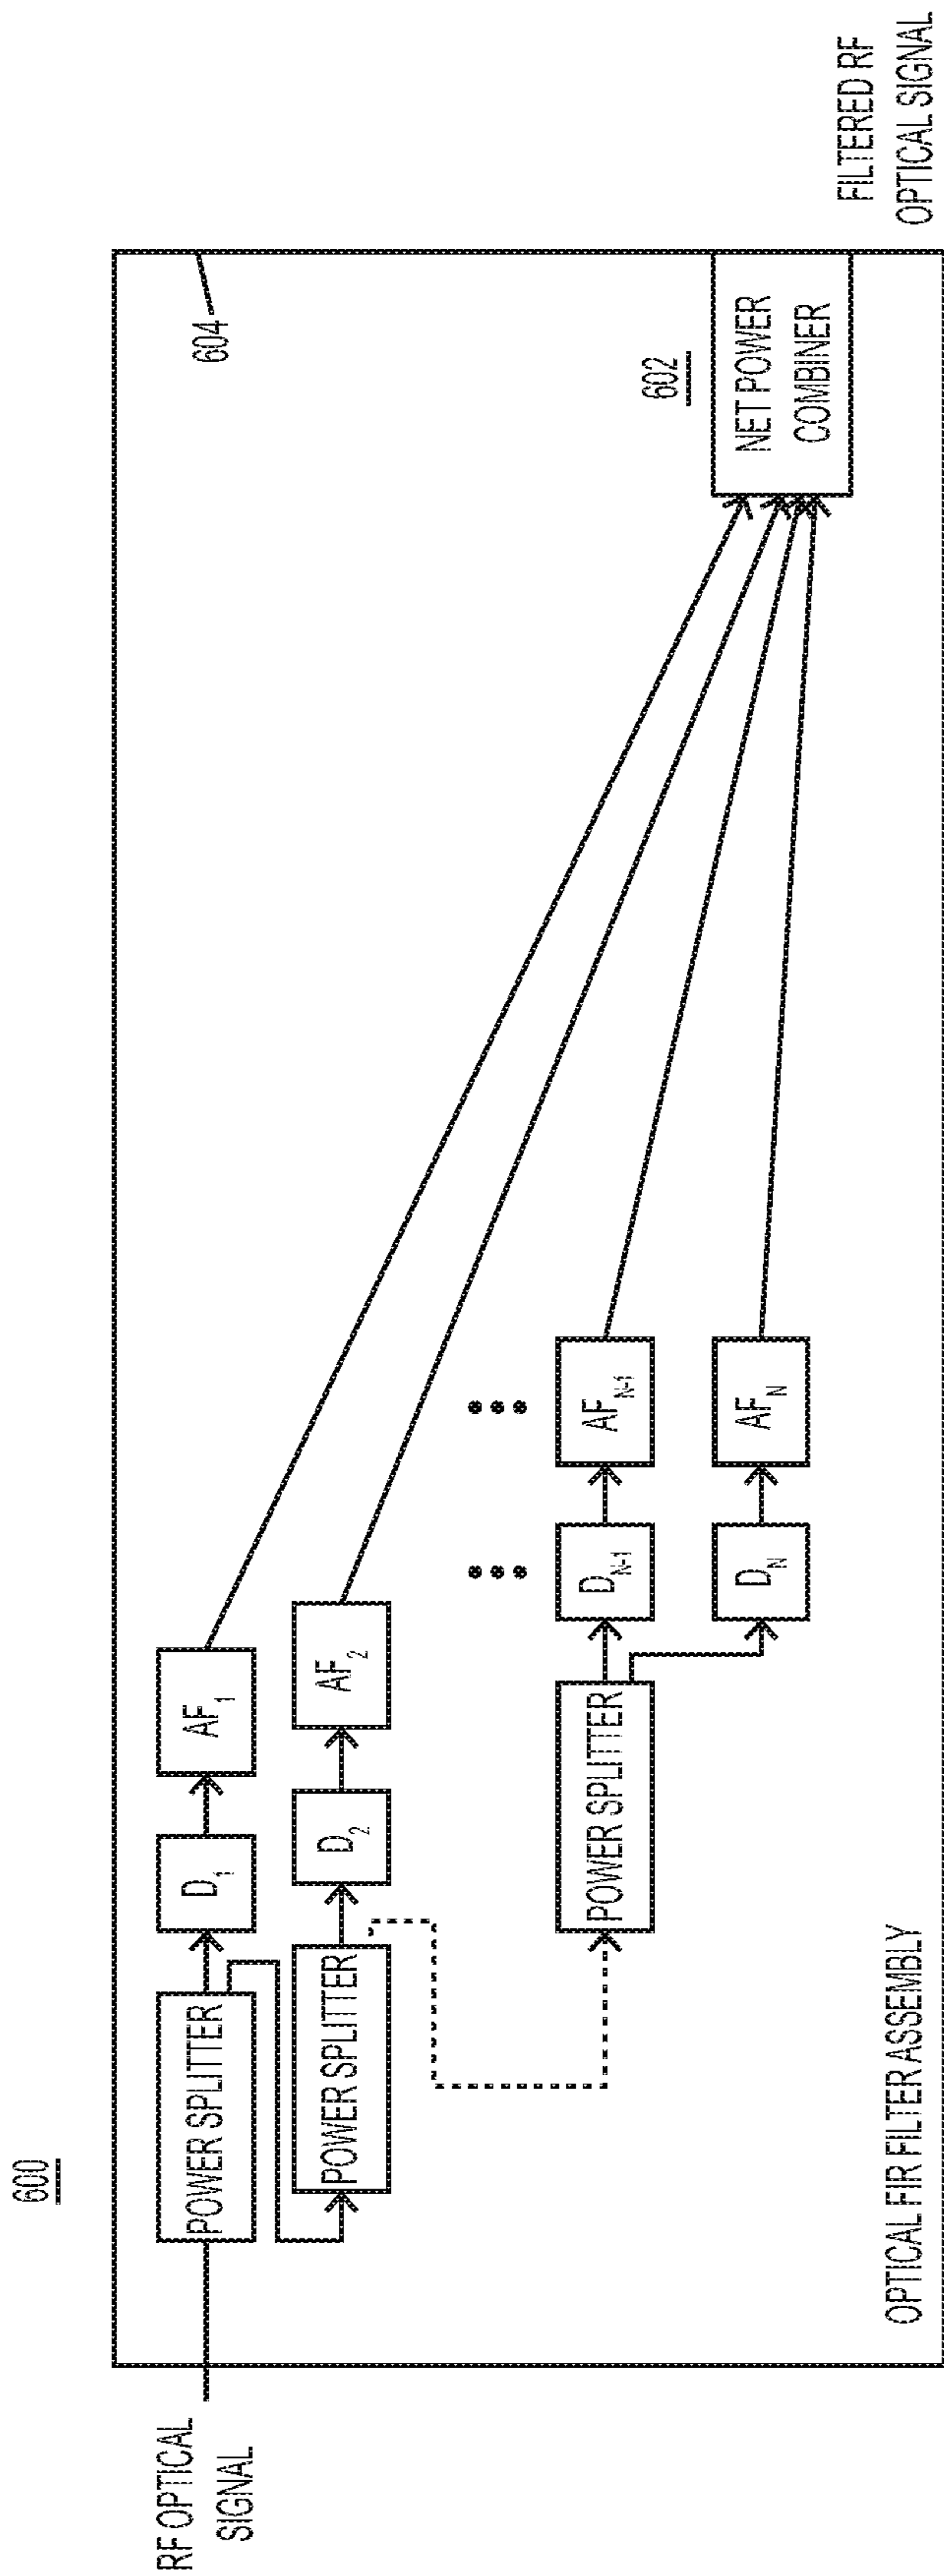 600
RF OPTICAL
SIGNAL
POWER SPLITTER
D1
AF1
604
POWER SPLITTER
D2
AF2
POWER SPLITTER
DN-1
AFN-1
DN
AFN
602
NET POWER
COMBINER
FILTERED RF
OPTICAL SIGNAL
OPTICAL FIR FILTER ASSEMBLY